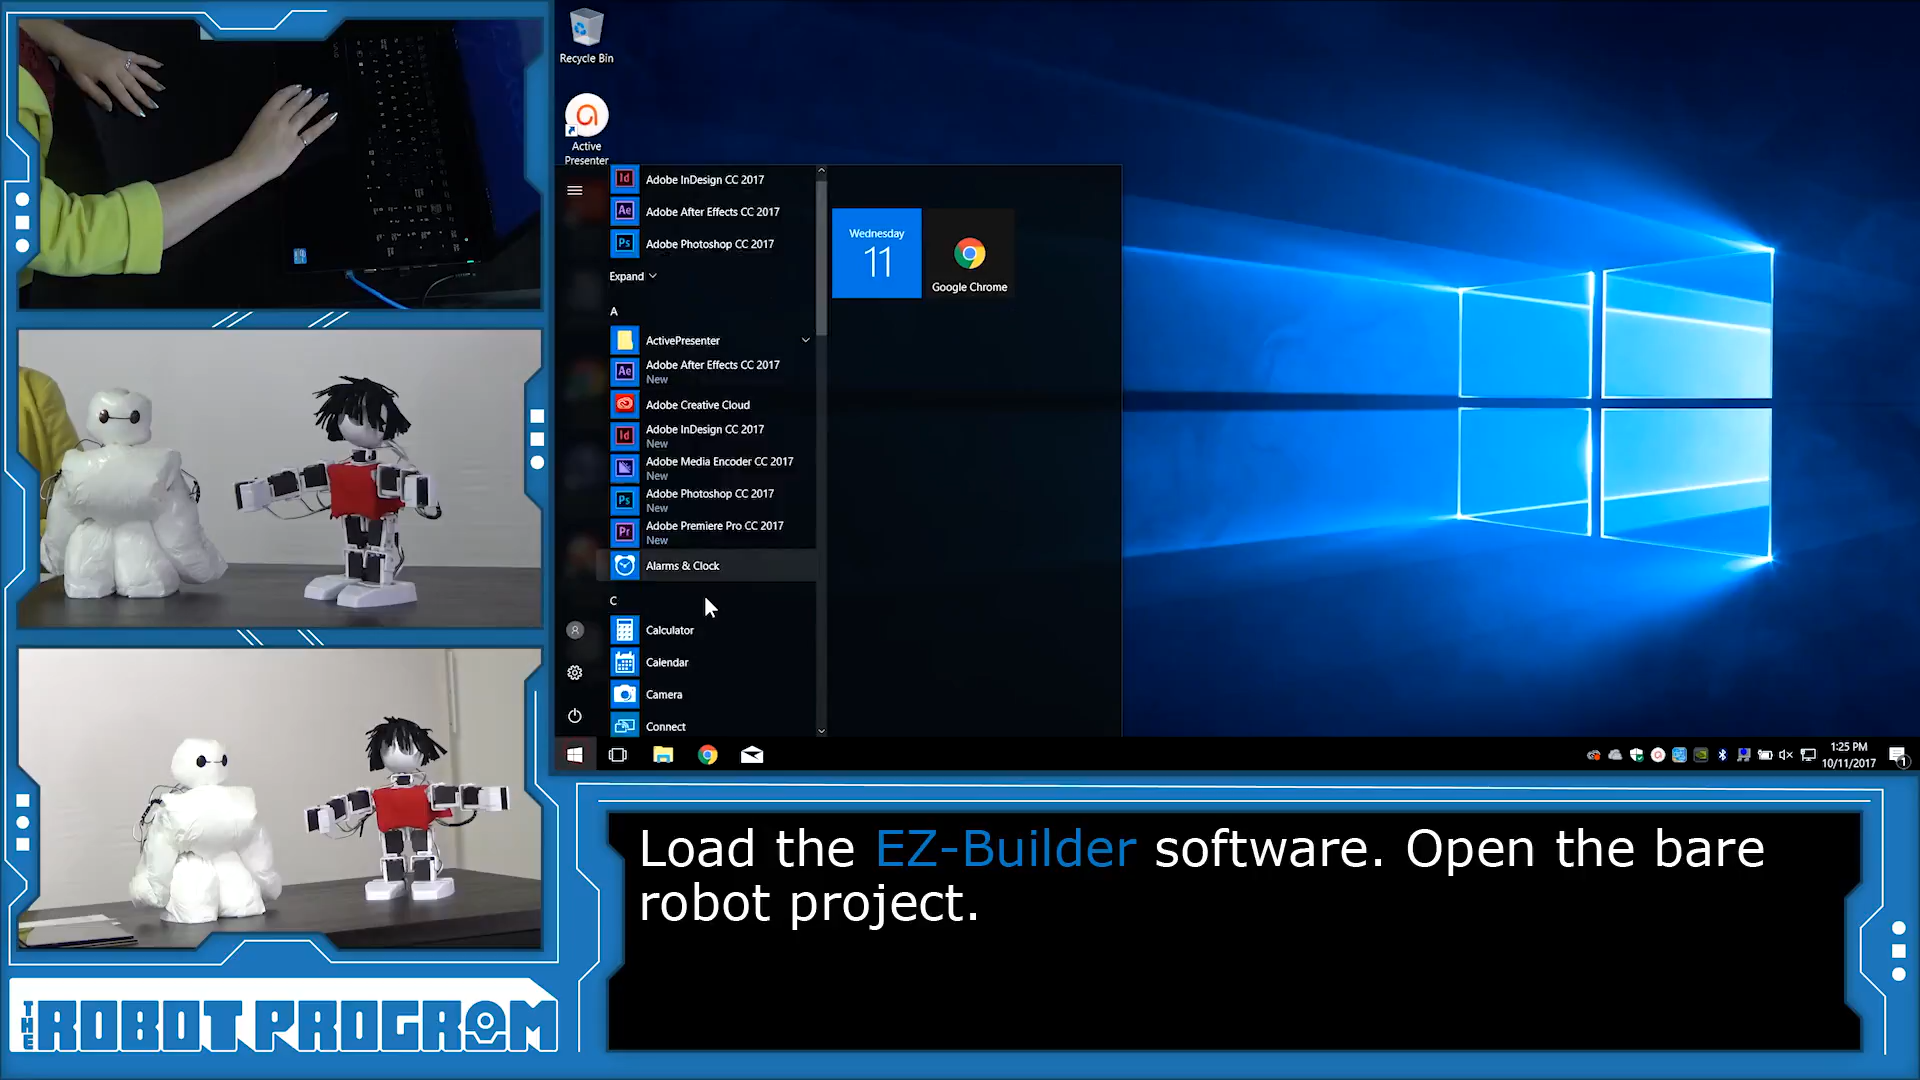 Recycle Bin
Active
Presenter
Adobe InDesign CC 2017
Adobe After Effects CC 2017
Adobe Photoshop CC 2017
Expand
A
ActivePresenter
Adobe After Effects CC 2017
New
Adobe Creative Cloud
Adobe InDesign CC 2017
New
Adobe Media Encoder CC 2017
New
Adobe Photoshop CC 2017
New
Adobe Premiere Pro CC 2017
New
Alarms & Clock
C
Calculator
Calendar
Camera
Connect
Wednesday
11
Google Chrome
1:25 PM
10/11/2017
1
Load the EZ-Builder software. Open the bare
robot project.
THE ROBOT PROGRAM